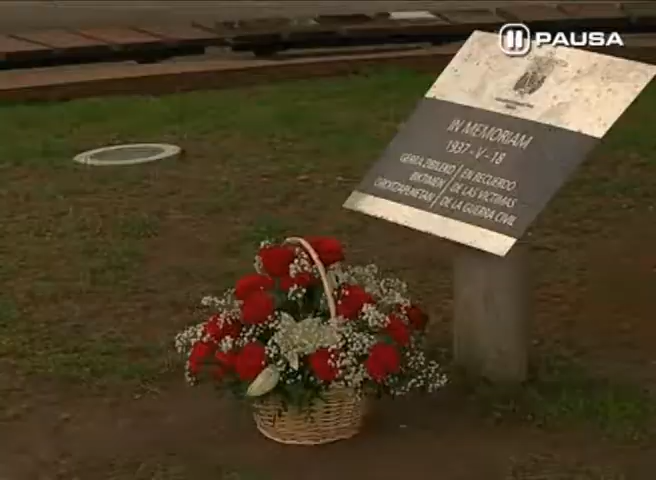 PAUSA
IN MEMORIAM
1937 - V - 18
GERRA ZIBILEKO / EN RECUERDO
BIKTIMEN / DE LAS VÍCTIMAS
OROITZAPENETAN / DE LA GUERRA CIVIL